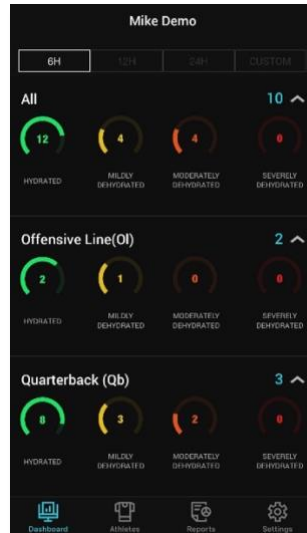 Mike Demo
6H 12H 24H CUSTOM
All 10
12 4 4 0
HYDRATED MILDLY DEHYDRATED MODERATELY DEHYDRATED SEVERELY DEHYDRATED
Offensive Line(Ol) 2
2 1 0 0
HYDRATED MILDLY DEHYDRATED MODERATELY DEHYDRATED SEVERELY DEHYDRATED
Quarterback (Qb) 3
8 3 2 0
HYDRATED MILDLY DEHYDRATED MODERATELY DEHYDRATED SEVERELY DEHYDRATED
Dashboard Athletes Reports Settings